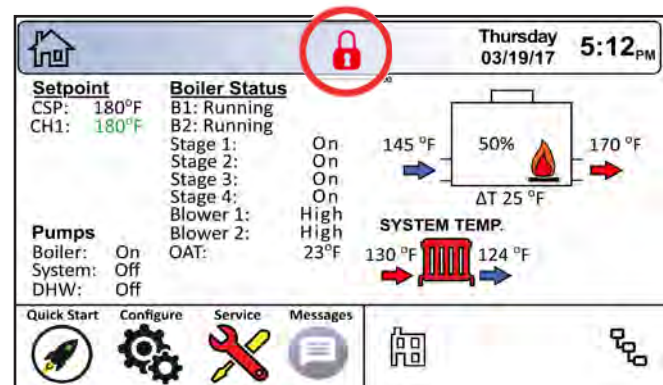 Thursday
03/19/17
5:12PM
Setpoint
CSP: 180°F
CH1: 180°F
Boiler Status
B1: Running
B2: Running
Stage 1: On
Stage 2: On
Stage 3: On
Stage 4: On
Blower 1: High
Blower 2: High
OAT: 23°F
Pumps
Boiler: On
System: Off
DHW: Off
145 °F
50%
170 °F
ΔT 25 °F
SYSTEM TEMP.
130 °F
124 °F
Quick Start
Configure
Service
Messages